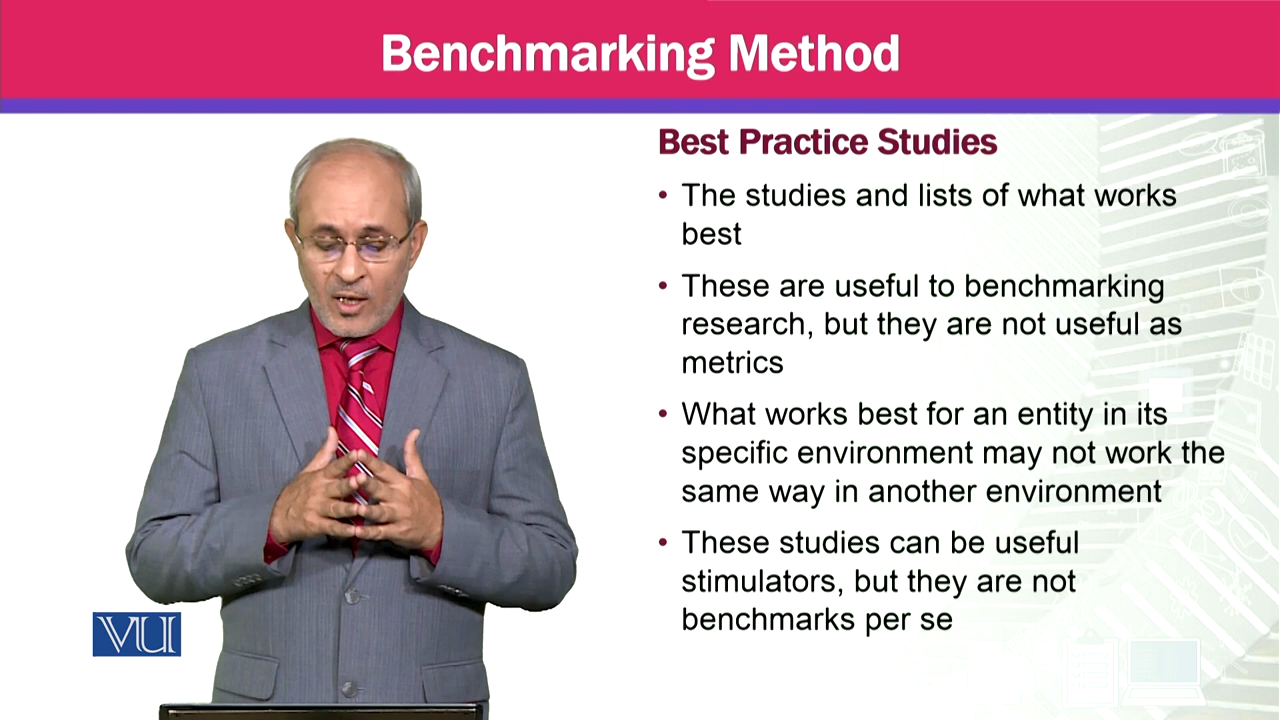 Benchmarking Method
Best Practice Studies
• The studies and lists of what works
best
• These are useful to benchmarking
research, but they are not useful as
metrics
• What works best for an entity in its
specific environment may not work the
same way in another environment
• These studies can be useful
stimulators, but they are not
benchmarks per se
VU